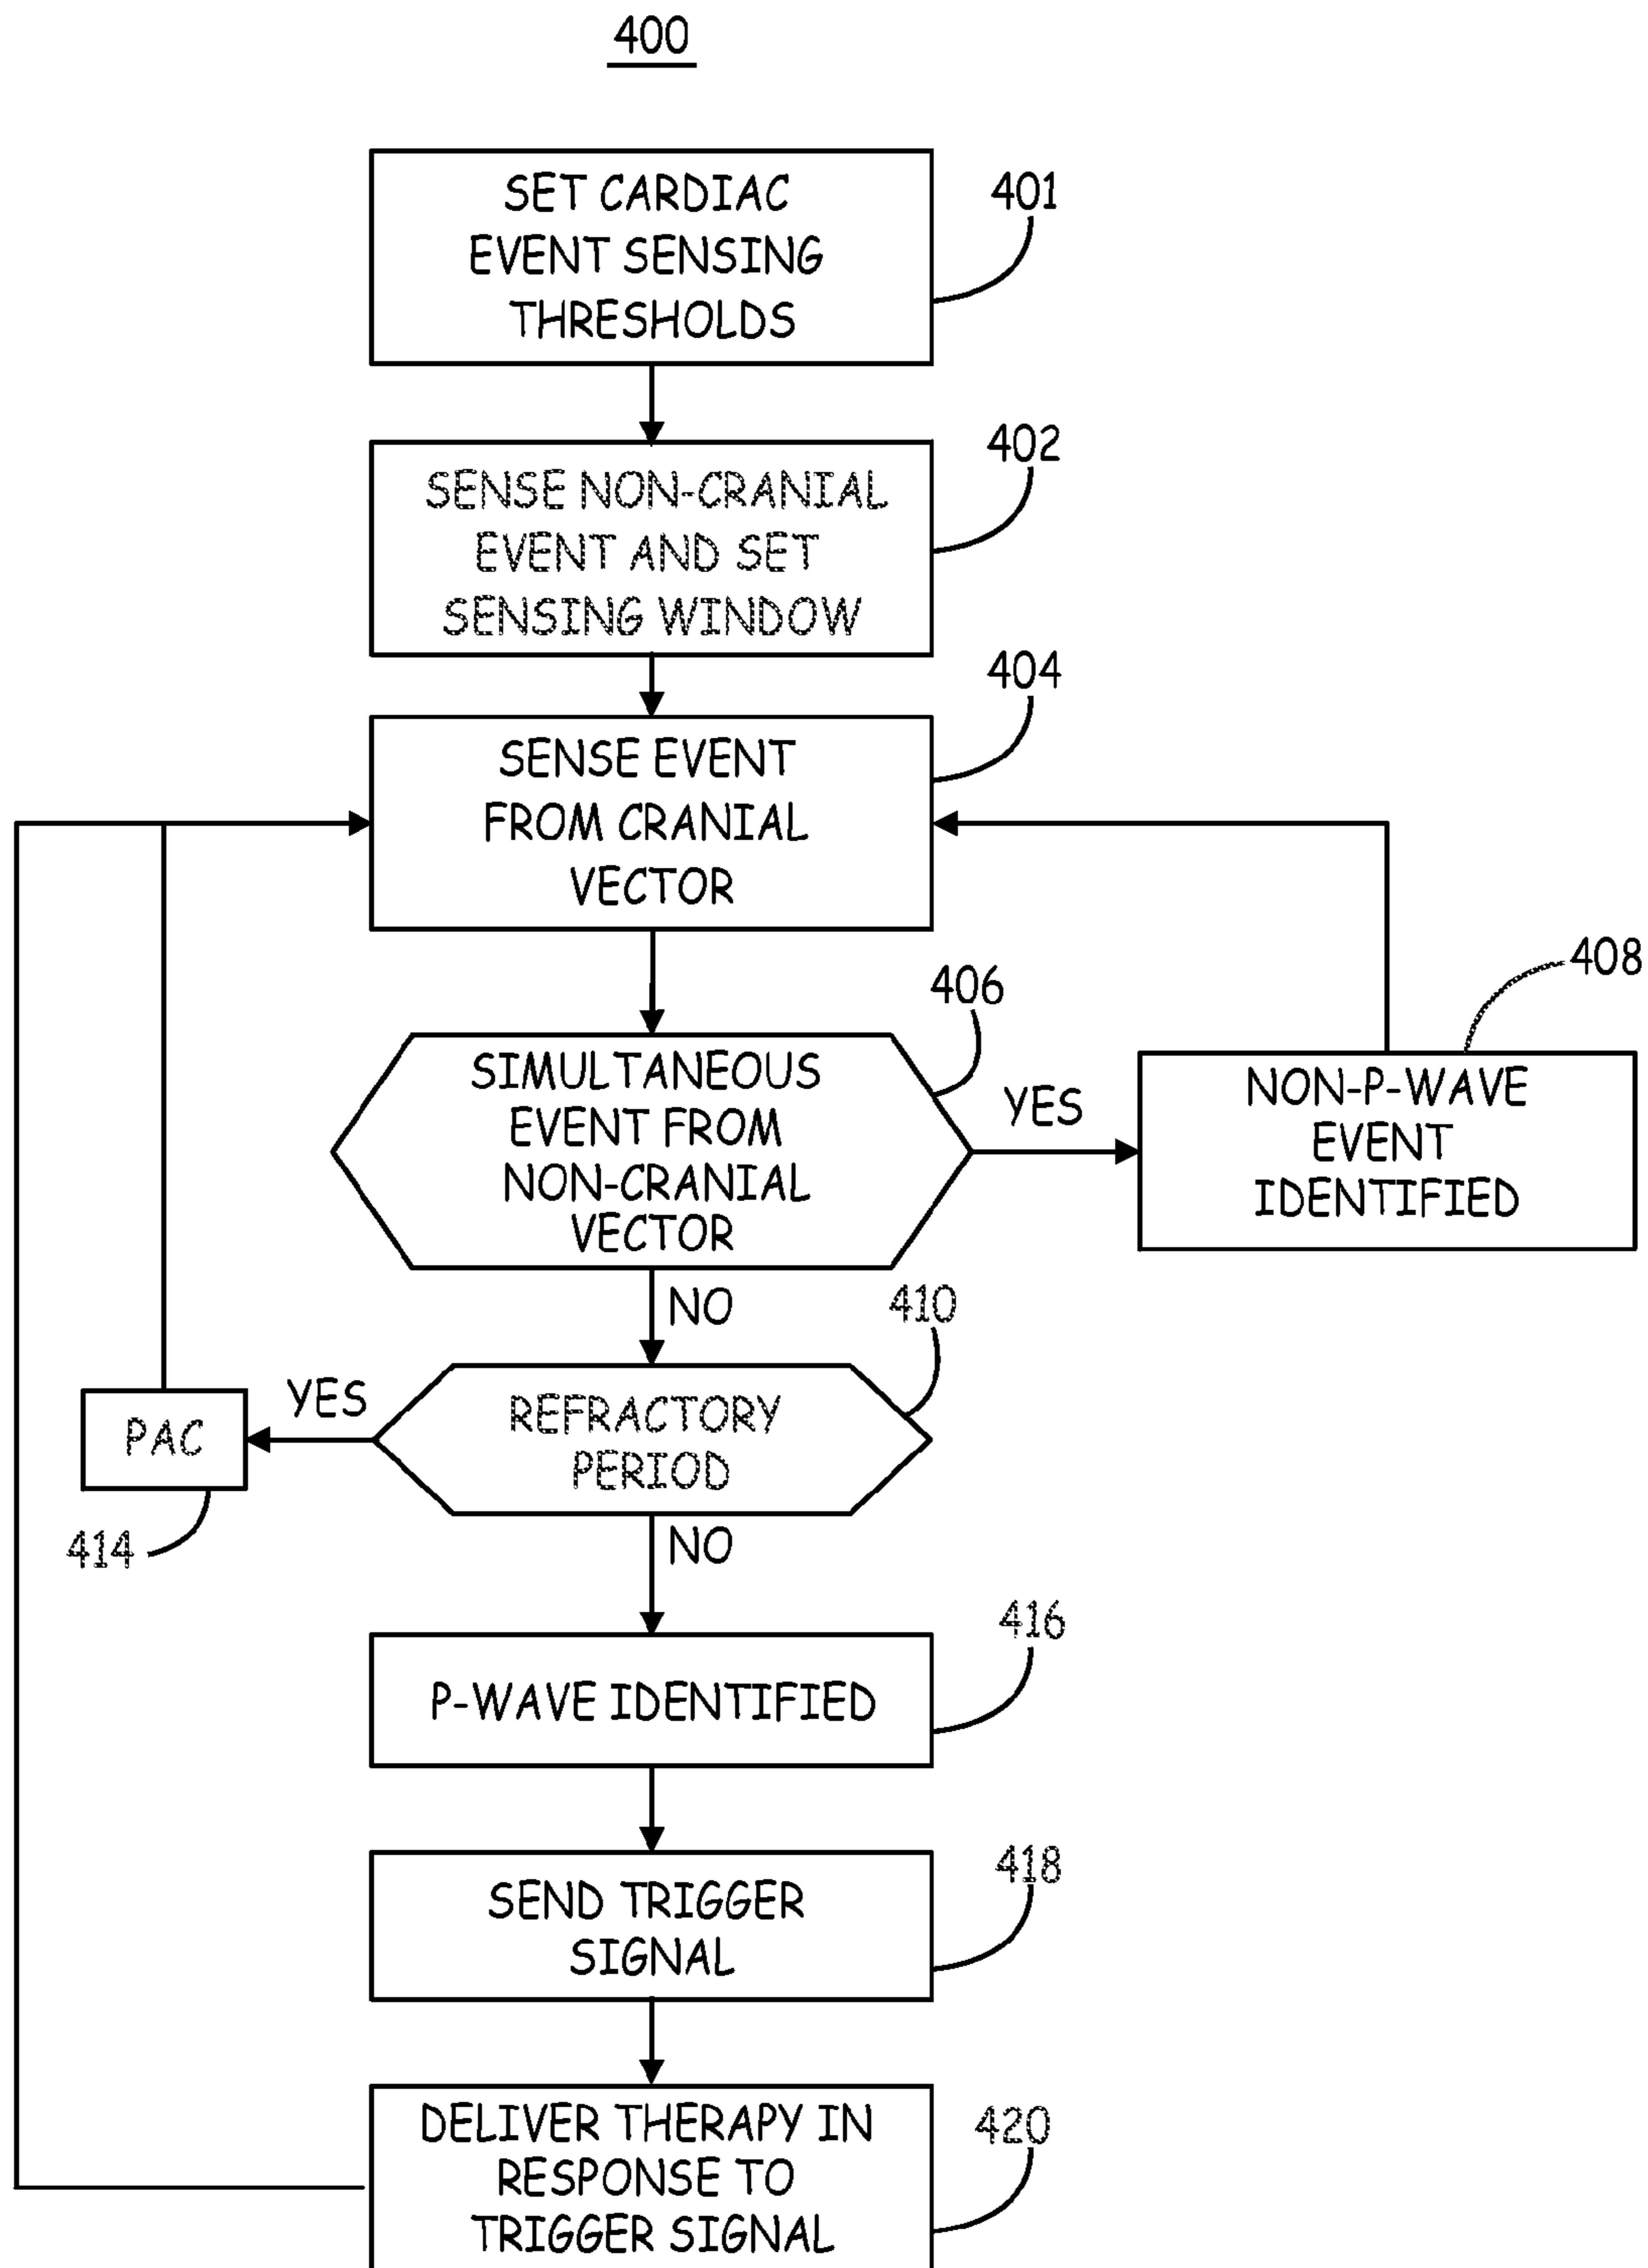 400
SET CARDIAC
EVENT SENSING
THRESHOLDS
401
SENSE NON-CRANIAL
EVENT AND SET
SENSING WINDOW
402
SENSE EVENT
FROM CRANIAL
VECTOR
404
SIMULTANEOUS
EVENT FROM
NON-CRANIAL
VECTOR
406
YES
NON-P-WAVE
EVENT
IDENTIFIED
408
NO
REFRACTORY
PERIOD
410
YES
PAC
414
NO
P-WAVE IDENTIFIED
416
SEND TRIGGER
SIGNAL
418
DELIVER THERAPY IN
RESPONSE TO
TRIGGER SIGNAL
420